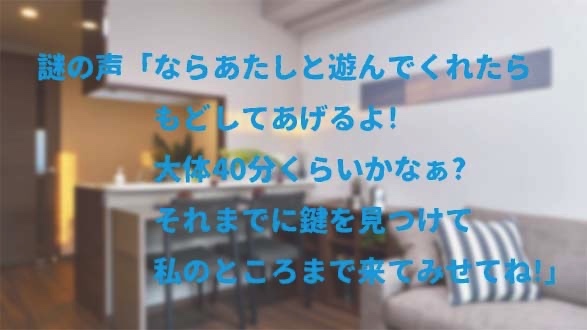 謎の声「ならあたしと遊んでくれたら
もどしてあげるよ!
大体40分くらいかなぁ?
それまでに鍵を見つけて
私のところまで来てみせてね!」